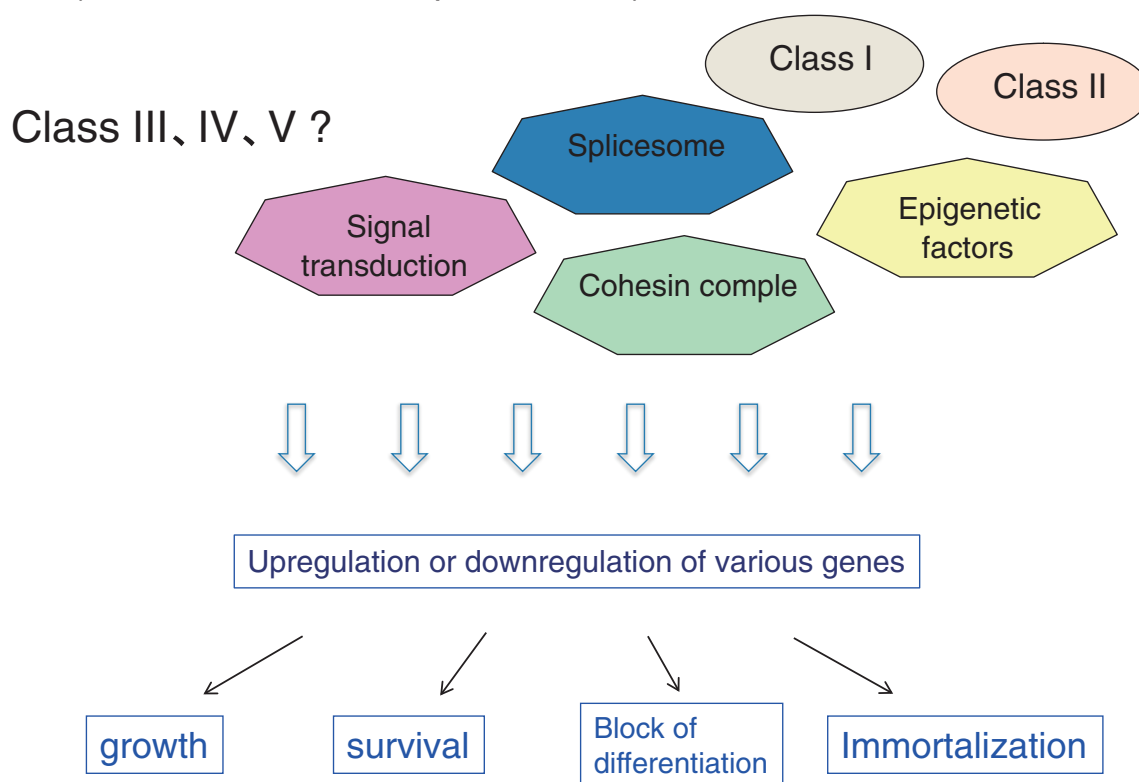 Class I
Class II
Class III、IV、V ?
Splicesome
Signal
transduction
Epigenetic
factors
Cohesin comple
Upregulation or downregulation of various genes
growth
survival
Block of
differentiation
Immortalization